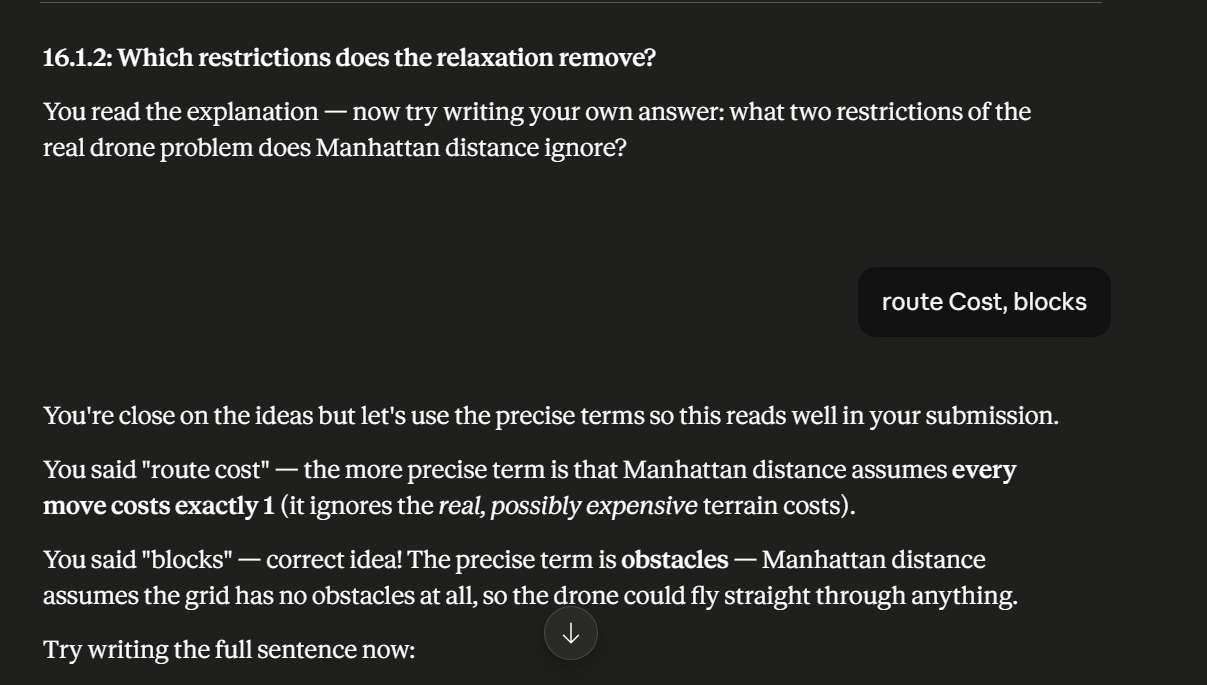 16.1.2: Which restrictions does the relaxation remove?
You read the explanation — now try writing your own answer: what two restrictions of the
real drone problem does Manhattan distance ignore?
route Cost, blocks
You're close on the ideas but let's use the precise terms so this reads well in your submission.
You said "route cost" — the more precise term is that Manhattan distance assumes every
move costs exactly 1 (it ignores the real, possibly expensive terrain costs).
You said "blocks" — correct idea! The precise term is obstacles — Manhattan distance
assumes the grid has no obstacles at all, so the drone could fly straight through anything.
Try writing the full sentence now: